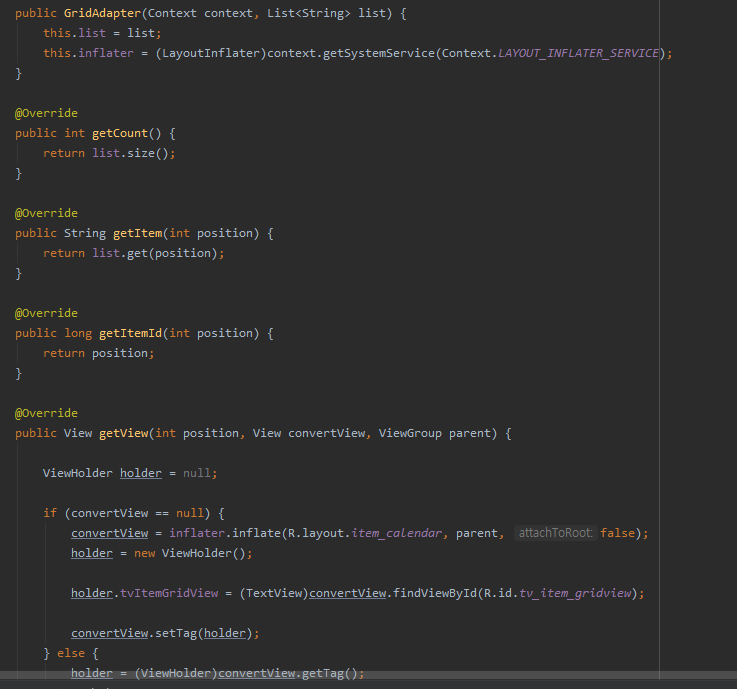 public GridAdapter(Context context, List<String> list) {
this.list = list;
this.inflater = (LayoutInflater)context.getSystemService(Context.LAYOUT_INFLATER_SERVICE);
}
@Override
public int getCount() {
return list.size();
}
@Override
public String getItem(int position) {
return list.get(position);
}
@Override
public long getItemId(int position) {
return position;
}
@Override
public View getView(int position, View convertView, ViewGroup parent) {
ViewHolder holder = null;
if (convertView == null) {
convertView = inflater.inflate(R.layout.item_calendar, parent, attachToRoot: false);
holder = new ViewHolder();
holder.tvItemGridView = (TextView)convertView.findViewById(R.id.tv_item_gridview);
convertView.setTag(holder);
} else {
holder = (ViewHolder)convertView.getTag();